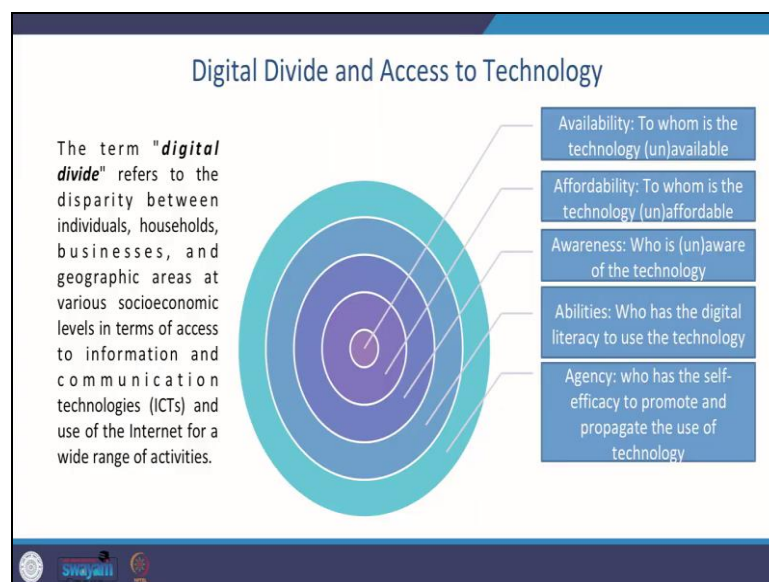 Digital Divide and Access to Technology
The term "digital
divide" refers to the
disparity between
individuals, households,
businesses, and
geographic areas at
various socioeconomic
levels in terms of access
to information and
communication
technologies (ICTs) and
use of the Internet for a
wide range of activities.
Availability: To whom is the
technology (un)available
Affordability: To whom is the
technology (un)affordable
Awareness: Who is (un)aware
of the technology
Abilities: Who has the digital
literacy to use the technology
Agency: who has the self-
efficacy to promote and
propagate the use of
technology
swayam